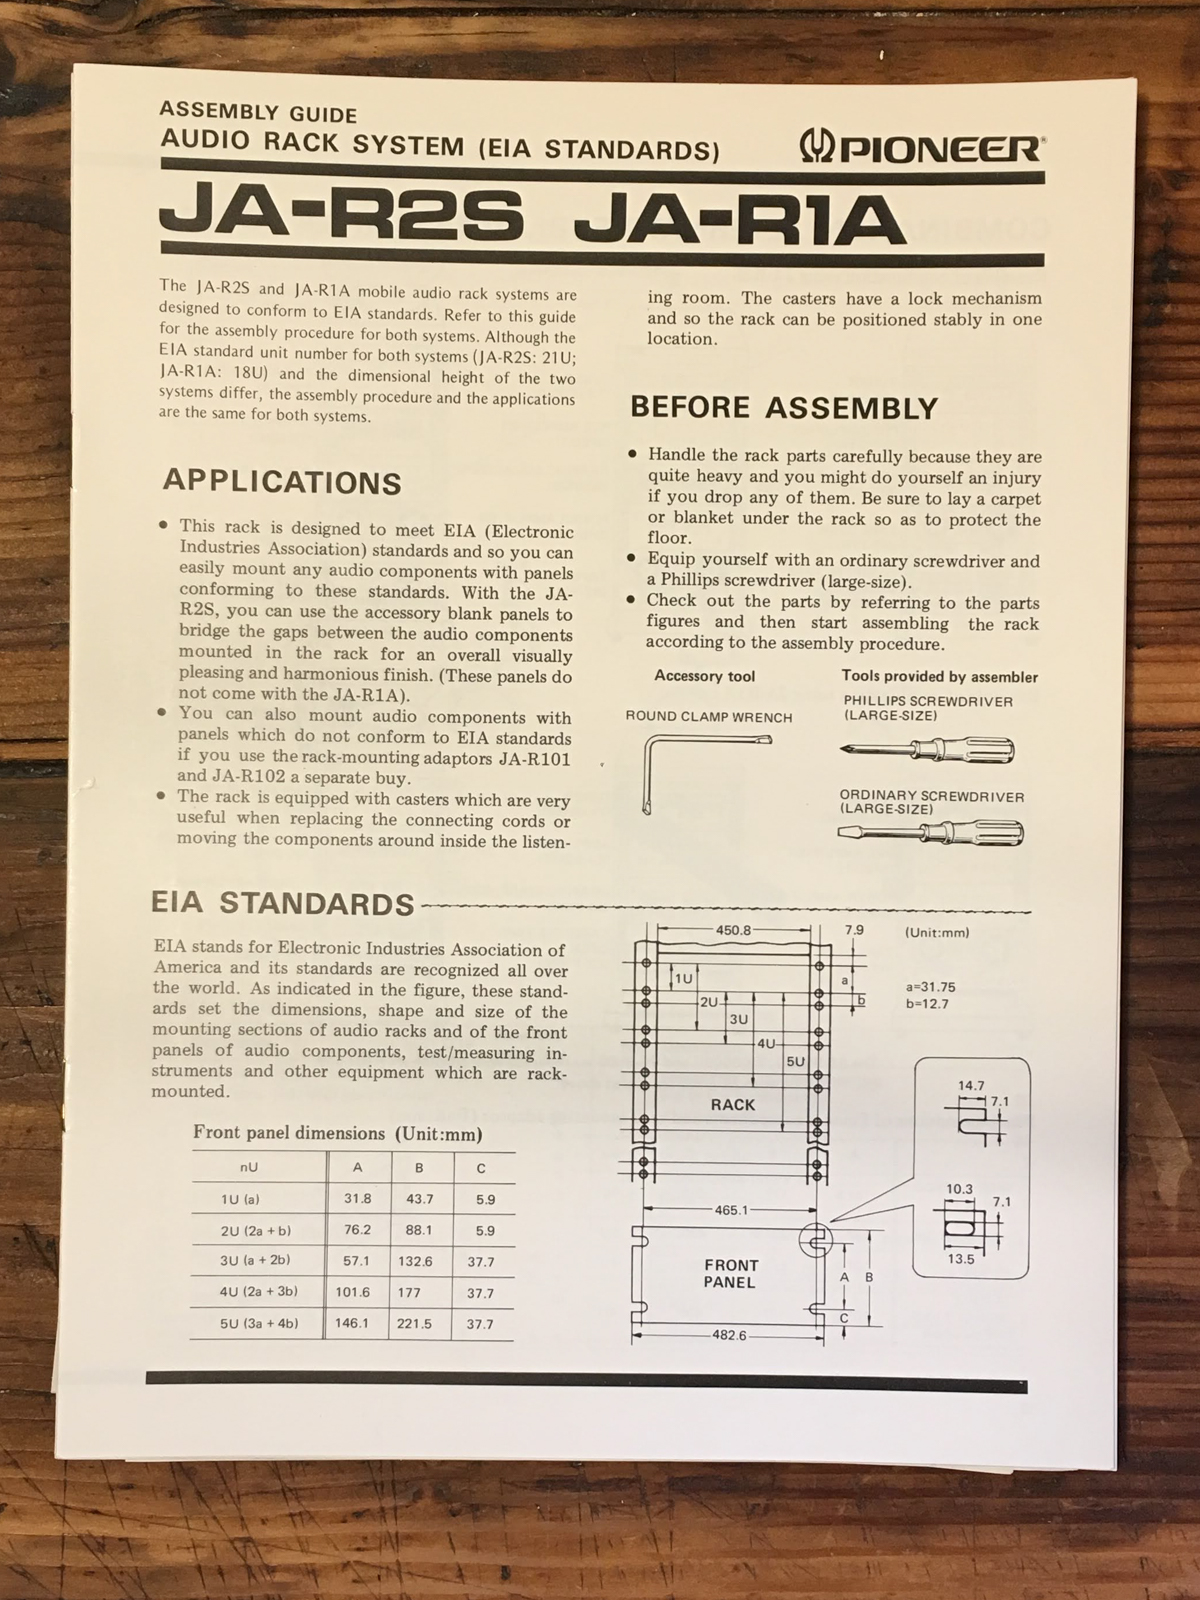 ASSEMBLY GUIDE
AUDIO RACK SYSTEM (EIA STANDARDS)
PIONEER®
JA-R2S JA-R1A
The JA-R2S and JA-R1A mobile audio rack systems are
designed to conform to EIA standards. Refer to this guide
for the assembly procedure for both systems. Although the
EIA standard unit number for both systems (JA-R2S: 21U;
JA-R1A: 18U) and the dimensional height of the two
systems differ, the assembly procedure and the applications
are the same for both systems.
APPLICATIONS
• This rack is designed to meet EIA (Electronic
Industries Association) standards and so you can
easily mount any audio components with panels
conforming to these standards. With the JA-
R2S, you can use the accessory blank panels to
bridge the gaps between the audio components
mounted in the rack for an overall visually
pleasing and harmonious finish. (These panels do
not come with the JA-R1A).
• You can also mount audio components with
panels which do not conform to EIA standards
if you use the rack-mounting adaptors JA-R101
and JA-R102 a separate buy.
• The rack is equipped with casters which are very
useful when replacing the connecting cords or
moving the components around inside the listen-
ing room. The casters have a lock mechanism
and so the rack can be positioned stably in one
location.
BEFORE ASSEMBLY
• Handle the rack parts carefully because they are
quite heavy and you might do yourself an injury
if you drop any of them. Be sure to lay a carpet
or blanket under the rack so as to protect the
floor.
• Equip yourself with an ordinary screwdriver and
a Phillips screwdriver (large-size).
• Check out the parts by referring to the parts
figures and then start assembling the rack
according to the assembly procedure.
Accessory tool
ROUND CLAMP WRENCH
Tools provided by assembler
PHILLIPS SCREWDRIVER
(LARGE-SIZE)
ORDINARY SCREWDRIVER
(LARGE-SIZE)
EIA STANDARDS
EIA stands for Electronic Industries Association of
America and its standards are recognized all over
the world. As indicated in the figure, these stand-
ards set the dimensions, shape and size of the
mounting sections of audio racks and of the front
panels of audio components, test/measuring in-
struments and other equipment which are rack-
mounted.
Front panel dimensions (Unit:mm)
nU A B C
1U (a) 31.8 43.7 5.9
2U (2a + b) 76.2 88.1 5.9
3U (a + 2b) 57.1 132.6 37.7
4U (2a + 3b) 101.6 177 37.7
5U (3a + 4b) 146.1 221.5 37.7
450.8
7.9
(Unit:mm)
1U
a
a=31.75
2U
b
b=12.7
3U
4U
5U
RACK
14.7
7.1
10.3
7.1
13.5
465.1
FRONT
PANEL
A B
C
482.6